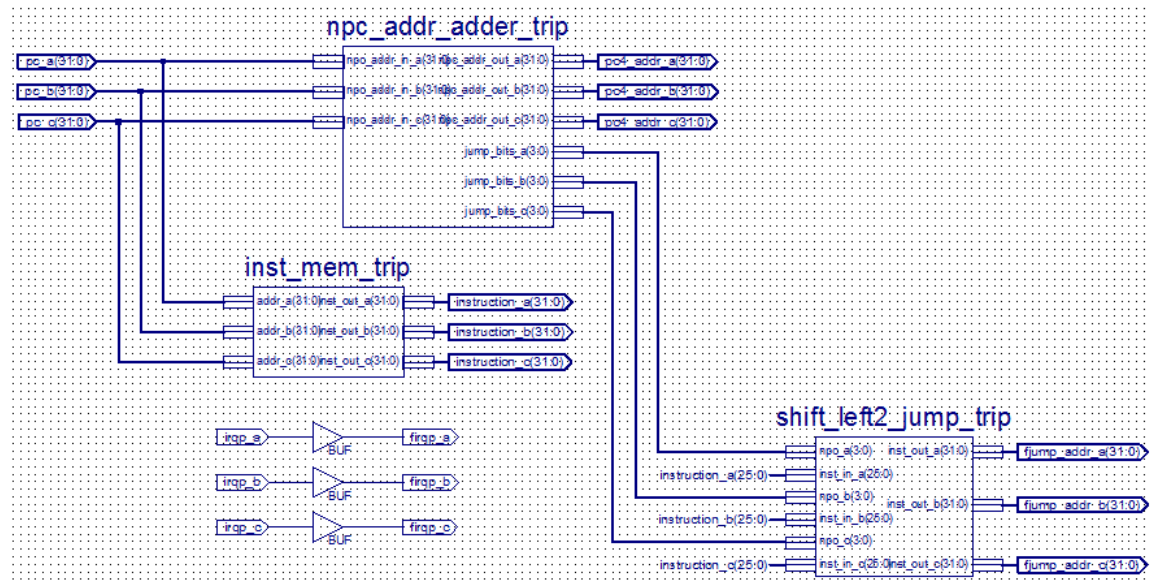 npc_addr_adder_trip
pc_a(31:0)
npc_addr_in_a(31:0)
npc_addr_out_a(31:0)
pc4_addr_a(31:0)
pc_b(31:0)
npc_addr_in_b(31:0)
npc_addr_out_b(31:0)
pc4_addr_b(31:0)
pc_c(31:0)
npc_addr_in_c(31:0)
npc_addr_out_c(31:0)
pc4_addr_c(31:0)
jump_bits_a(3:0)
jump_bits_b(3:0)
jump_bits_c(3:0)
inst_mem_trip
addr_a(31:0)
inst_out_a(31:0)
instruction_a(31:0)
addr_b(31:0)
inst_out_b(31:0)
instruction_b(31:0)
addr_c(31:0)
inst_out_c(31:0)
instruction_c(31:0)
irqp_a
BUF
firqp_a
irqp_b
BUF
firqp_b
irqp_c
BUF
firqp_c
shift_left2_jump_trip
npc_a(3:0)
inst_out_a(31:0)
fjump_addr_a(31:0)
instruction_a(25:0)
inst_in_a(25:0)
npc_b(3:0)
inst_out_b(31:0)
fjump_addr_b(31:0)
instruction_b(25:0)
inst_in_b(25:0)
npc_c(3:0)
instruction_c(25:0)
inst_in_c(25:0)
inst_out_c(31:0)
fjump_addr_c(31:0)